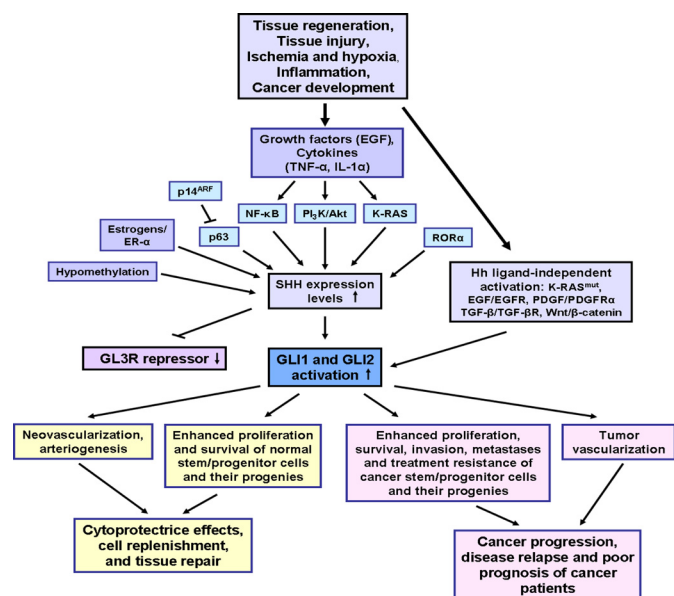 Tissue regeneration,
Tissue injury,
Ischemia and hypoxia,
Inflammation,
Cancer development
Growth factors (EGF),
Cytokines
(TNF-α, IL-1α)
p14ARF
NF-κB
PI3K/Akt
K-RAS
Estrogens/
ER-α
p63
RORα
Hypomethylation
SHH expression
levels ↑
Hh ligand-independent
activation: K-RASmut,
EGF/EGFR, PDGF/PDGFRα
TGF-β/TGF-βR, Wnt/β-catenin
GL3R repressor ↓
GLI1 and GLI2
activation ↑
Neovascularization,
arteriogenesis
Enhanced proliferation
and survival of normal
stem/progenitor cells
and their progenies
Enhanced proliferation,
survival, invasion, metastases
and treatment resistance of
cancer stem/progenitor cells
and their progenies
Tumor
vascularization
Cytoprotectrice effects,
cell replenishment,
and tissue repair
Cancer progression,
disease relapse and poor
prognosis of cancer
patients